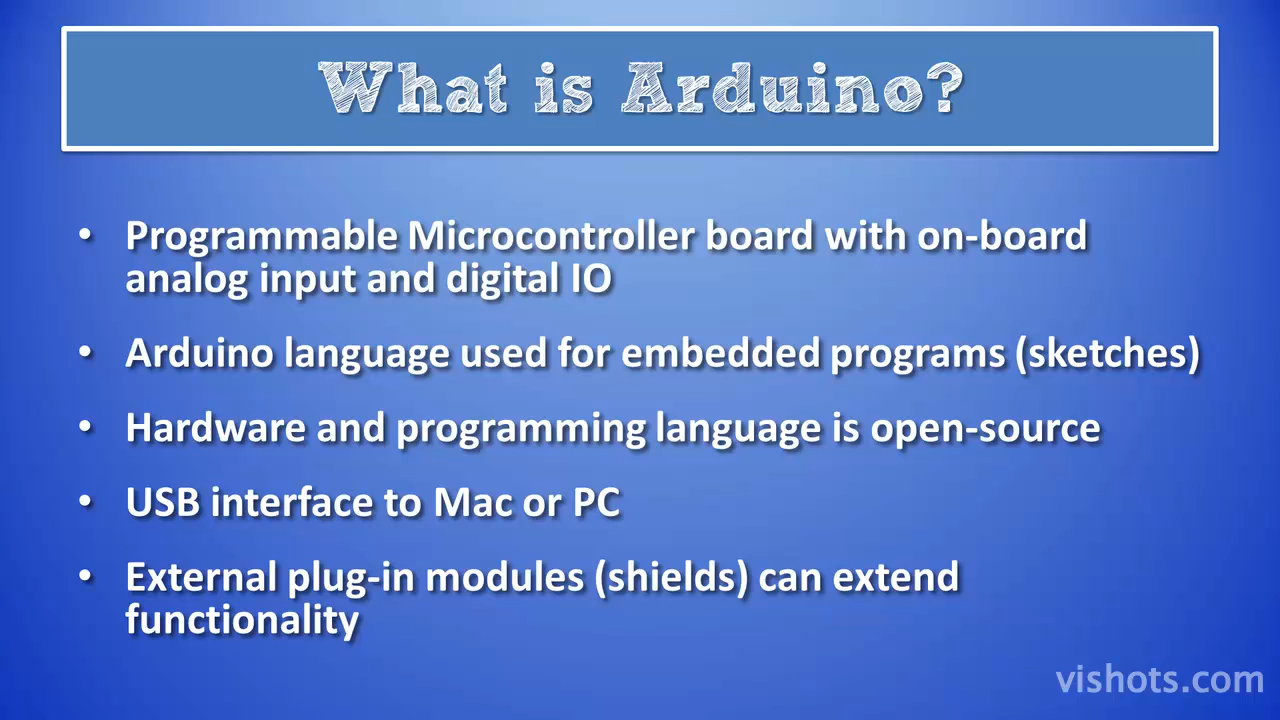 What is Arduino?
• Programmable Microcontroller board with on-board
analog input and digital IO
• Arduino language used for embedded programs (sketches)
• Hardware and programming language is open-source
• USB interface to Mac or PC
• External plug-in modules (shields) can extend
functionality
vishots.com